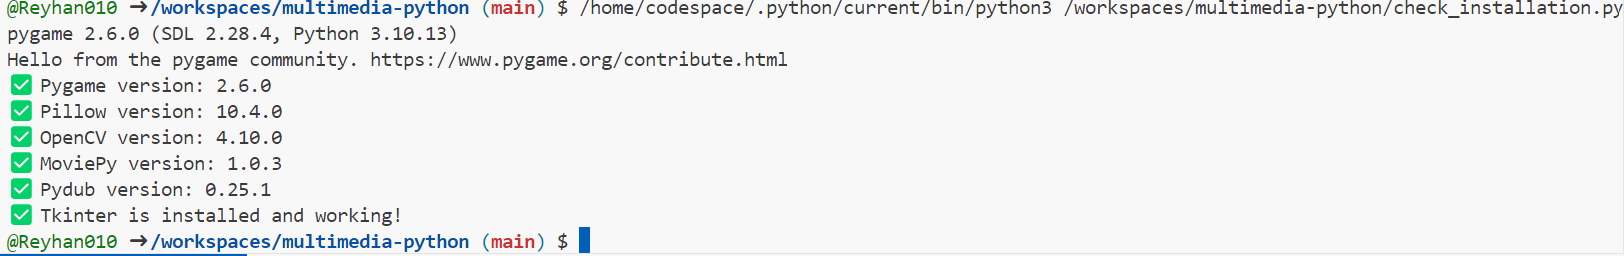 @Reyhan010 ➜/workspaces/multimedia-python (main) $ /home/codespace/.python/current/bin/python3 /workspaces/multimedia-python/check_installation.py
pygame 2.6.0 (SDL 2.28.4, Python 3.10.13)
Hello from the pygame community. https://www.pygame.org/contribute.html
✅ Pygame version: 2.6.0
✅ Pillow version: 10.4.0
✅ OpenCV version: 4.10.0
✅ MoviePy version: 1.0.3
✅ Pydub version: 0.25.1
✅ Tkinter is installed and working!
@Reyhan010 ➜/workspaces/multimedia-python (main) $